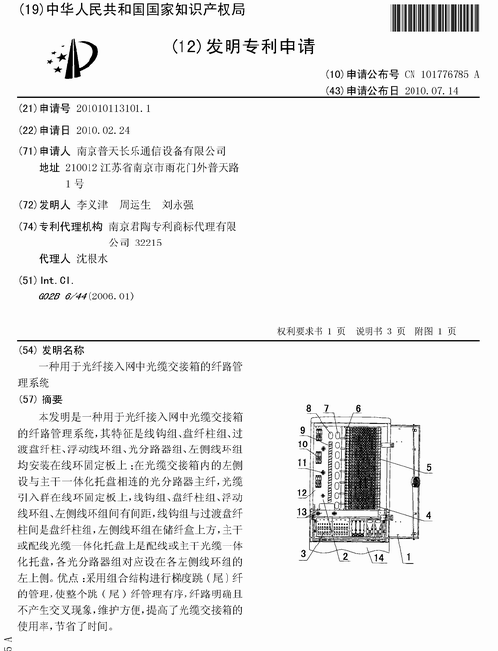 (19)中华人民共和国国家知识产权局
(12)发明专利申请
(10)申请公布号 CN 101776785 A
(43)申请公布日 2010.07.14
(21)申请号 201010113101.1
(22)申请日 2010.02.24
(71)申请人 南京普天长乐通信设备有限公司
地址 210012 江苏省南京市雨花门外普天路
1号
(72)发明人 李义津 周运生 刘永强
(74)专利代理机构 南京君陶专利商标代理有限
公司 32215
代理人 沈根水
(51)Int.Cl.
G02B 6/44(2006.01)
权利要求书 1 页 说明书 3 页 附图 1 页
(54)发明名称
一种用于光纤接入网中光缆交接箱的纤路管
理系统
(57)摘要
本发明是一种用于光纤接入网中光缆交接箱
的纤路管理系统,其特征是线钩组、盘纤柱组、过
渡盘纤柱、浮动线环组、光分路器组、左侧线环组
均安装在线环固定板上;在光缆交接箱内的左侧
设与主干一体化托盘相连的光分路器主纤,光缆
引入群在线环固定板上,线钩组、盘纤柱组、浮动
线环组、左侧线环组间有间距,线钩组与过渡盘纤
柱间是盘纤柱组,左侧线环组在储纤盒上方,主干
或配线光缆一体化托盘上是配线或主干光缆一体
化托盘,各光分路器组对应设在各左侧线环组的
左上侧。优点:采用组合结构进行梯度跳(尾)纤
的管理,使整个跳(尾)纤管理有序,纤路明确且
不产生交叉现象,维护方便,提高了光缆交接箱的
使用率,节省了时间。
8 7 6
9
10
11
12
13
5
4
3 2 14 1
5 A